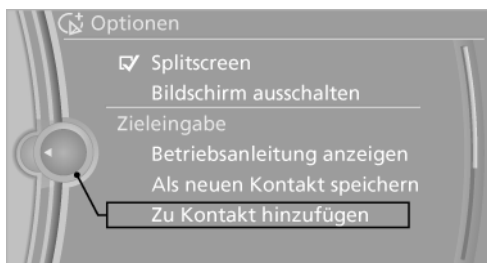 Optionen
Splitscreen
Bildschirm ausschalten
Zieleingabe
Betriebsanleitung anzeigen
Als neuen Kontakt speichern
Zu Kontakt hinzufügen